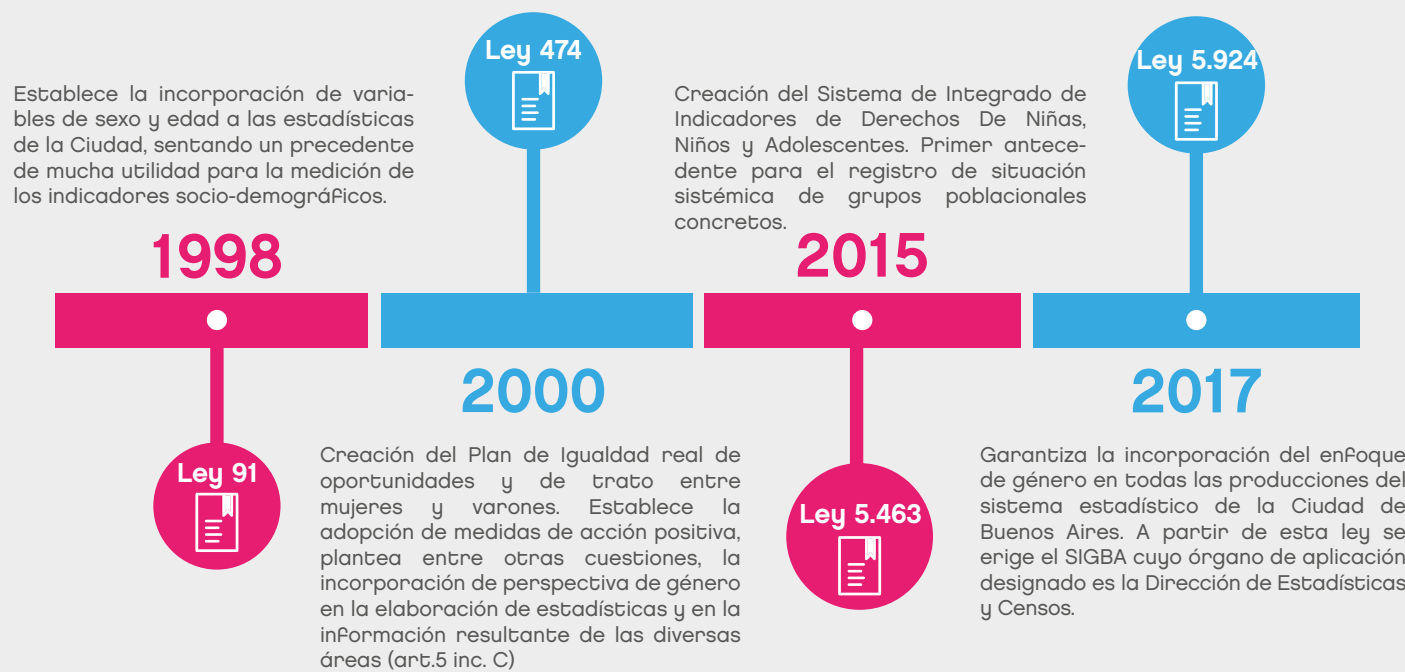 Establece la incorporación de varia-
bles de sexo y edad a las estadísticas
de la Ciudad, sentando un precedente
de mucha utilidad para la medición de
los indicadores socio-demográficos.
1998
Ley 91
Ley 474
2000
Creación del Plan de Igualdad real de
oportunidades y de trato entre
mujeres y varones. Establece la
adopción de medidas de acción positiva,
plantea entre otras cuestiones, la
incorporación de perspectiva de género
en la elaboración de estadísticas y en la
información resultante de las diversas
áreas (art.5 inc. C)
Creación del Sistema de Integrado de
Indicadores de Derechos De Niñas,
Niños y Adolescentes. Primer antece-
dente para el registro de situación
sistémica de grupos poblacionales
concretos.
2015
Ley 5.463
Ley 5.924
2017
Garantiza la incorporación del enfoque
de género en todas las producciones del
sistema estadístico de la Ciudad de
Buenos Aires. A partir de esta ley se
erige el SIGBA cuyo órgano de aplicación
designado es la Dirección de Estadísticas
y Censos.